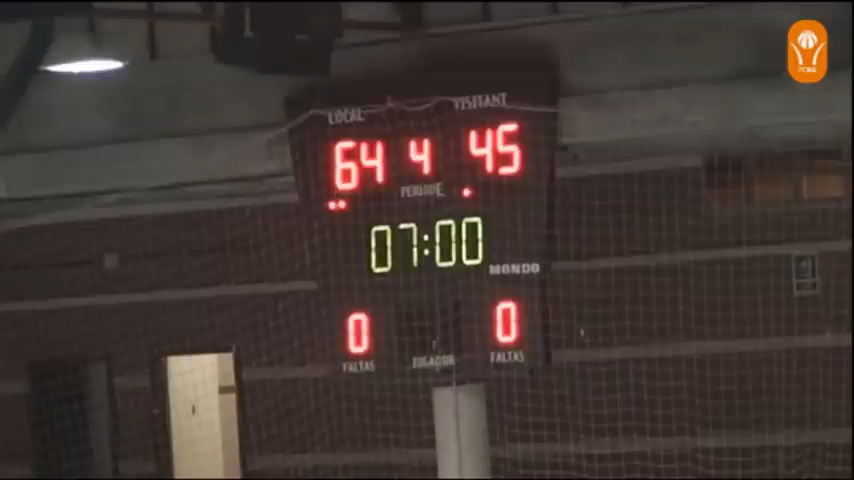 LOCAL VISITANT
64 4 45
PERIODE
07:00
MONDO
0 0
FALTAS JUGADOR FALTAS